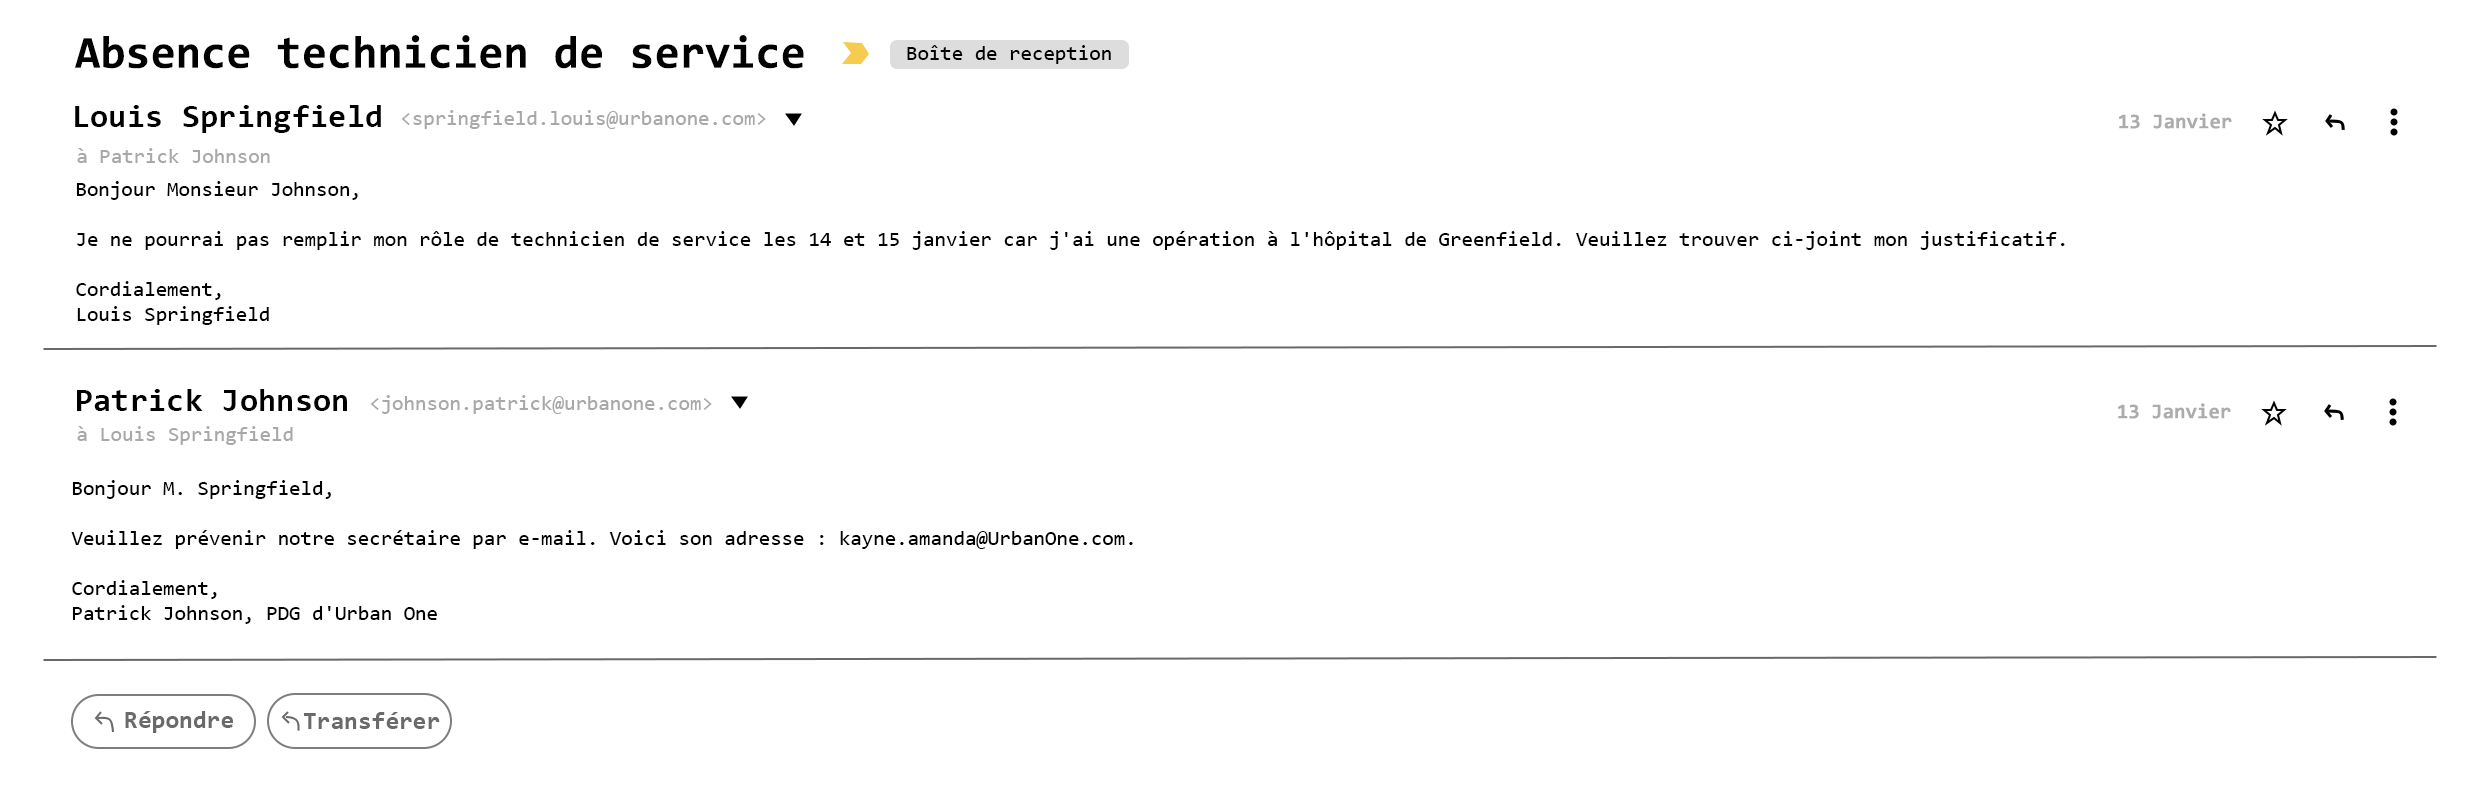 Absence technicien de service Boîte de reception
Louis Springfield <springfield.louis@urbanone.com> 13 Janvier
à Patrick Johnson
Bonjour Monsieur Johnson,
Je ne pourrai pas remplir mon rôle de technicien de service les 14 et 15 janvier car j'ai une opération à l'hôpital de Greenfield. Veuillez trouver ci-joint mon justificatif.
Cordialement,
Louis Springfield
Patrick Johnson <johnson.patrick@urbanone.com> 13 Janvier
à Louis Springfield
Bonjour M. Springfield,
Veuillez prévenir notre secrétaire par e-mail. Voici son adresse : kayne.amanda@UrbanOne.com.
Cordialement,
Patrick Johnson, PDG d'Urban One
Répondre Transférer